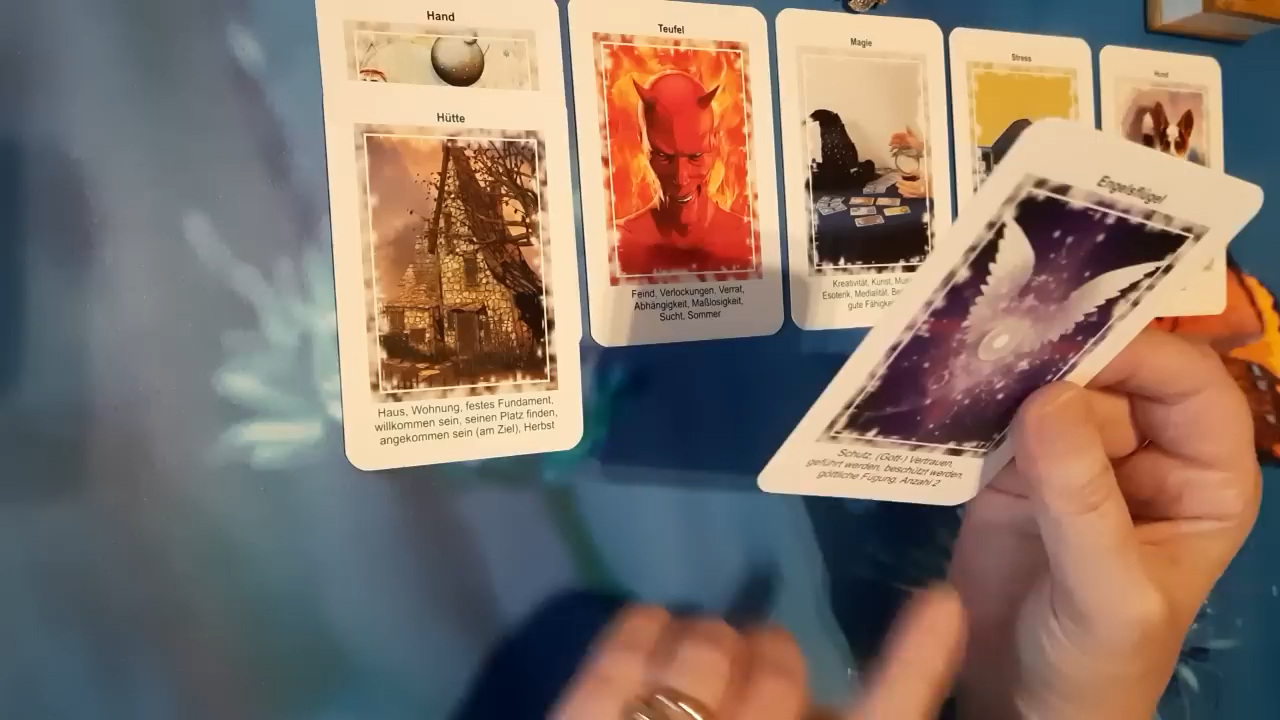 Hand
Hütte
Haus, Wohnung, festes Fundament,
willkommen sein, seinen Platz finden,
angekommen sein (am Ziel), Herbst
Teufel
Feind, Verlockungen, Verrat,
Abhängigkeit, Maßlosigkeit,
Sucht, Sommer
Magie
Kreativität, Kunst,
Esoterik, Medialität,
gute
Stress
Hund
Engelsflügel
Schutz, (Gott-) Vertrauen,
geführt werden, beschützt werden,
göttliche Fügung, Anzahl 2